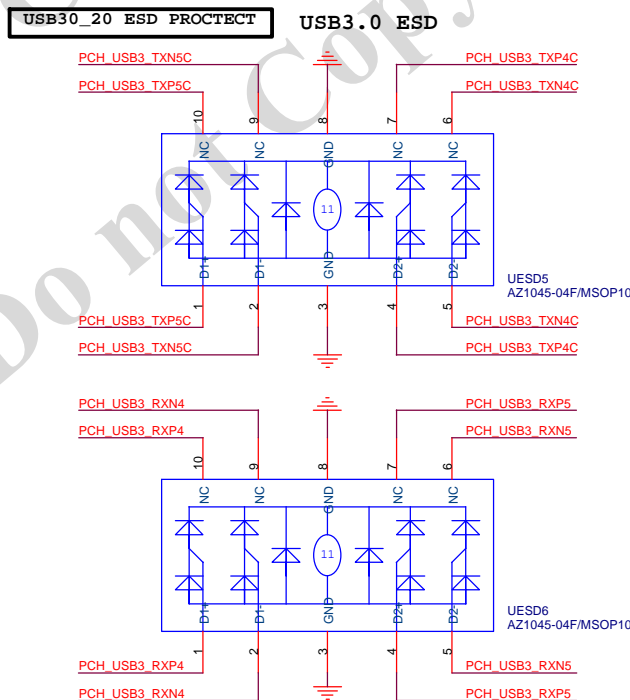 USB30_20 ESD PROCTECT
USB3.0 ESD
PCH_USB3_TXN5C
PCH_USB3_TXP4C
PCH_USB3_TXP5C
PCH_USB3_TXN4C
10 9 8 7 6
NC NC GND NC NC
11
D1+ D1- GND D2+ D2-
UESD5
AZ1045-04F/MSOP10
1 2 3 4 5
PCH_USB3_TXP5C
PCH_USB3_TXN4C
PCH_USB3_TXN5C
PCH_USB3_TXP4C
PCH_USB3_RXN4
PCH_USB3_RXP5
PCH_USB3_RXP4
PCH_USB3_RXN5
10 9 8 7 6
NC NC GND NC NC
11
D1+ D1- GND D2+ D2-
UESD6
AZ1045-04F/MSOP10
1 2 3 4 5
PCH_USB3_RXP4
PCH_USB3_RXN5
PCH_USB3_RXN4
PCH_USB3_RXP5
Do not Copy